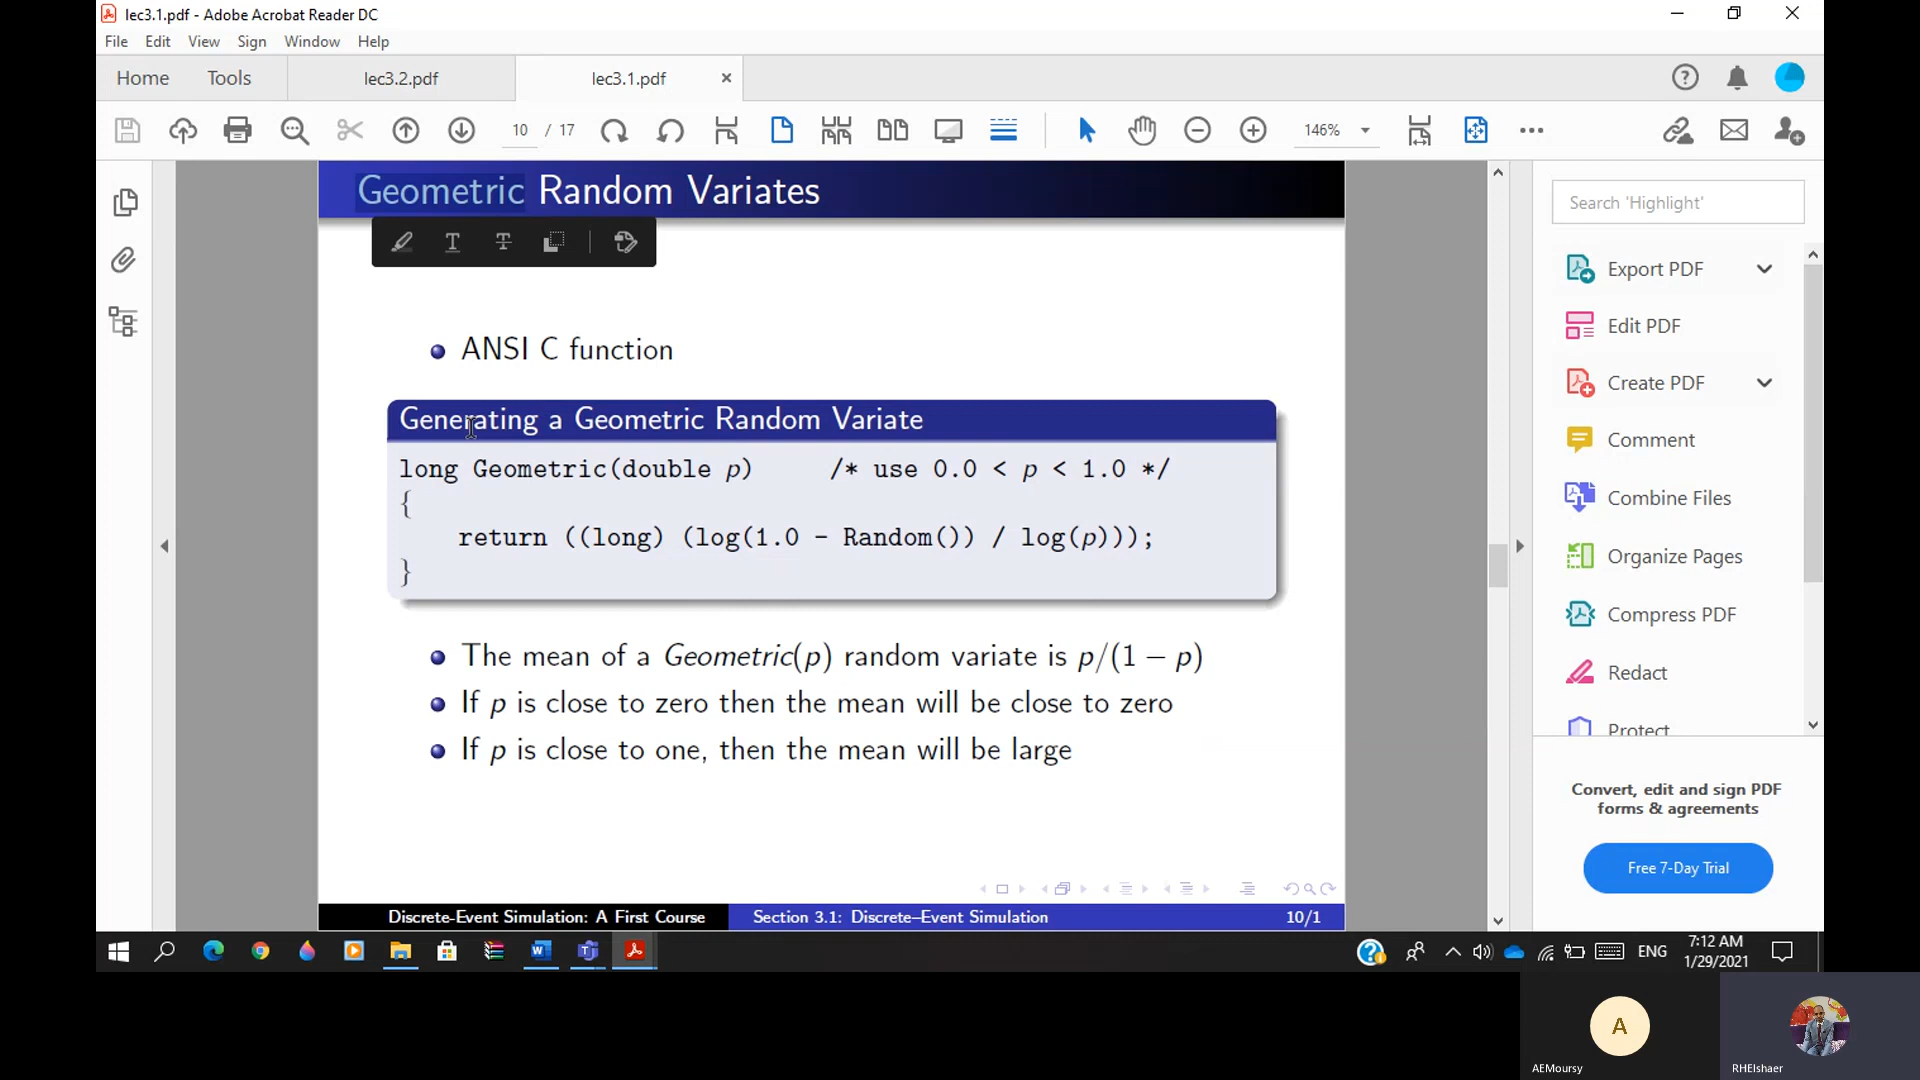 lec3.1.pdf - Adobe Acrobat Reader DC
File Edit View Sign Window Help
Home Tools lec3.2.pdf lec3.1.pdf
10 / 17 146%
Geometric Random Variates
ANSI C function
Generating a Geometric Random Variate
long Geometric(double p) /* use 0.0 < p < 1.0 */
{
return ((long) (log(1.0 - Random()) / log(p)));
}
The mean of a Geometric(p) random variate is p/(1 − p)
If p is close to zero then the mean will be close to zero
If p is close to one, then the mean will be large
Discrete-Event Simulation: A First Course Section 3.1: Discrete–Event Simulation 10/1
Search 'Highlight'
Export PDF
Edit PDF
Create PDF
Comment
Combine Files
Organize Pages
Compress PDF
Redact
Protect
Convert, edit and sign PDF
forms & agreements
Free 7-Day Trial
ENG
7:12 AM
1/29/2021
A
AEMoursy
RHElshaer